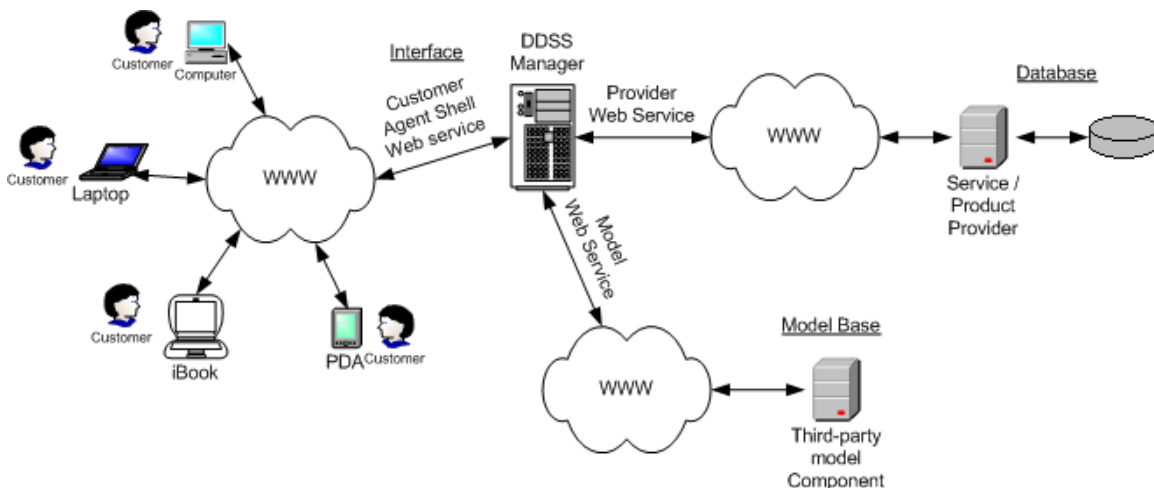 Customer
Computer
Interface
DDSS
Manager
Customer
Agent Shell
Web service
Provider
Web Service
WWW
Database
Customer
Laptop
WWW
Service /
Product
Provider
Model
Web Service
Customer
iBook
PDA
Customer
Model Base
WWW
Third-party
model
Component